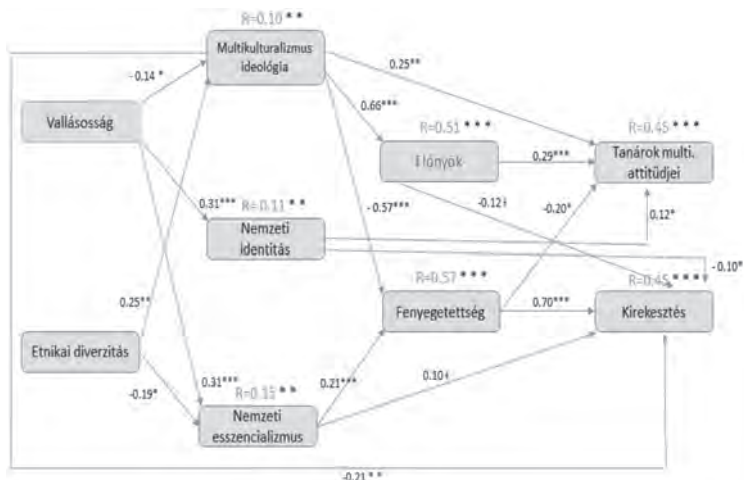 R=0.10 **
Multikulturalizmus
ideológia
- 0.14 *
0.25**
Vallásosság
0.66***
R=0.51 ***
R=0.45 ***
Előnyök
0.29***
Tanárok multi.
attitűdjei
0.31***
R=0.11 **
- 0.57***
-0.12ƚ
-0.20*
0.12*
Nemzeti
identitás
- 0.10*
0.25**
R=0.57 ***
R=0.45 ***
Fenyegetettség
0.70***
Kirekesztés
Etnikai diverzitás
-0.19*
0.31***
R=0.15 **
0.21***
0.10ƚ
Nemzeti
esszencializmus
-0.21 **